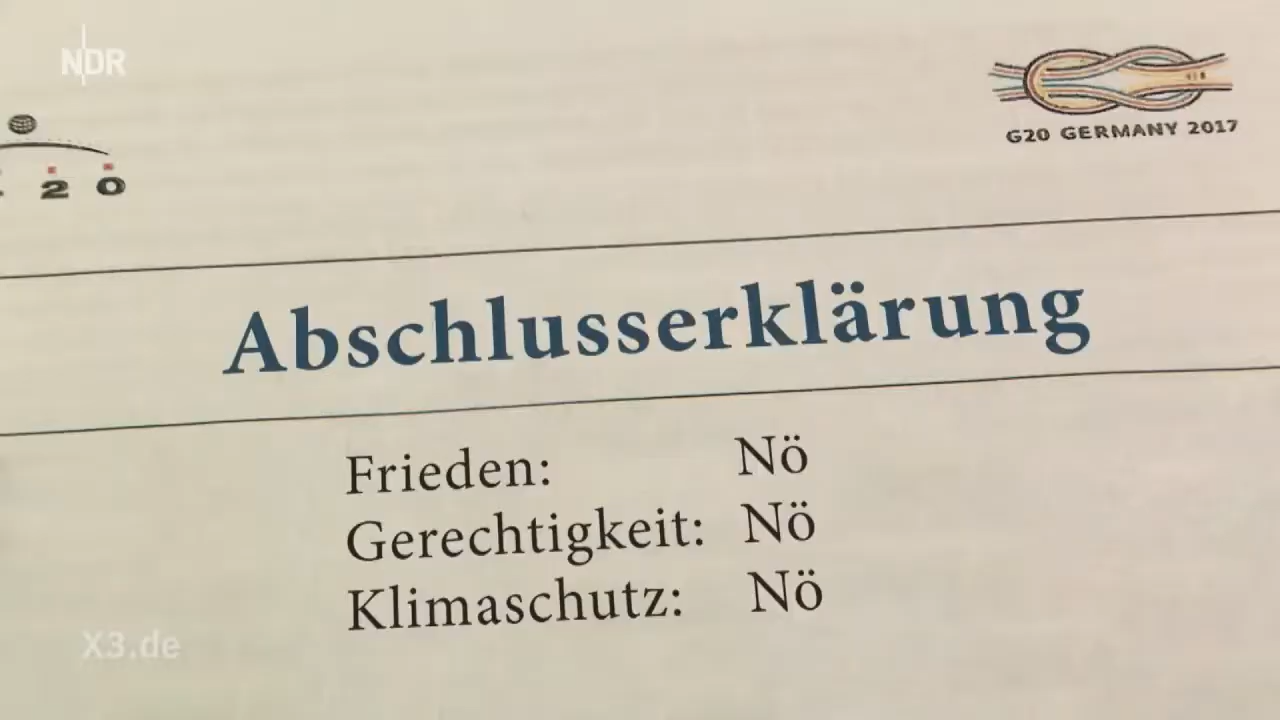 NDR
G20 GERMANY 2017
20
Abschlusserklärung
Frieden: Nö
Gerechtigkeit: Nö
Klimaschutz: Nö
X3.de